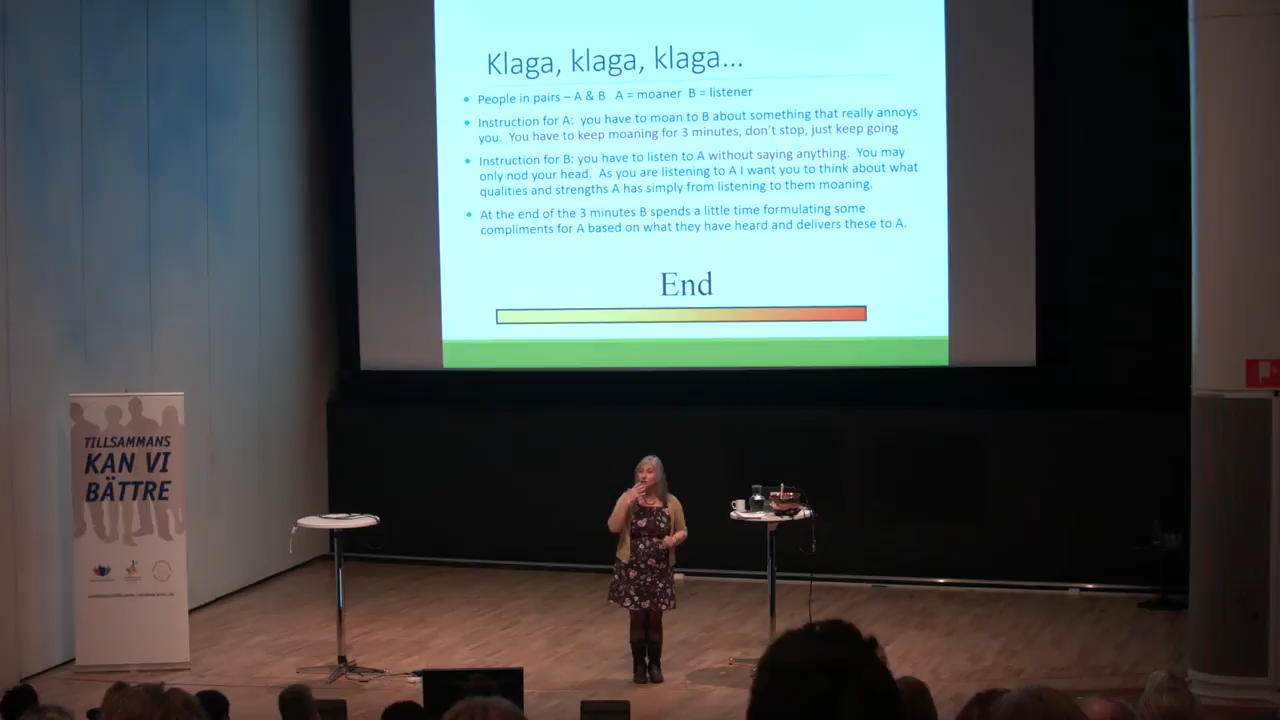 Klaga, klaga, klaga...
• People in pairs – A & B   A = moaner  B = listener
• Instruction for A:  you have to moan to B about something that really annoys
you.  You have to keep moaning for 3 minutes, don't stop, just keep going
• Instruction for B: you have to listen to A without saying anything.  You may
only nod your head.  As you are listening to A I want you to think about what
qualities and strengths A has simply from listening to them moaning.
• At the end of the 3 minutes B spends a little time formulating some
compliments for A based on what they have heard and delivers these to A.
End
TILLSAMMANS
KAN VI
BÄTTRE